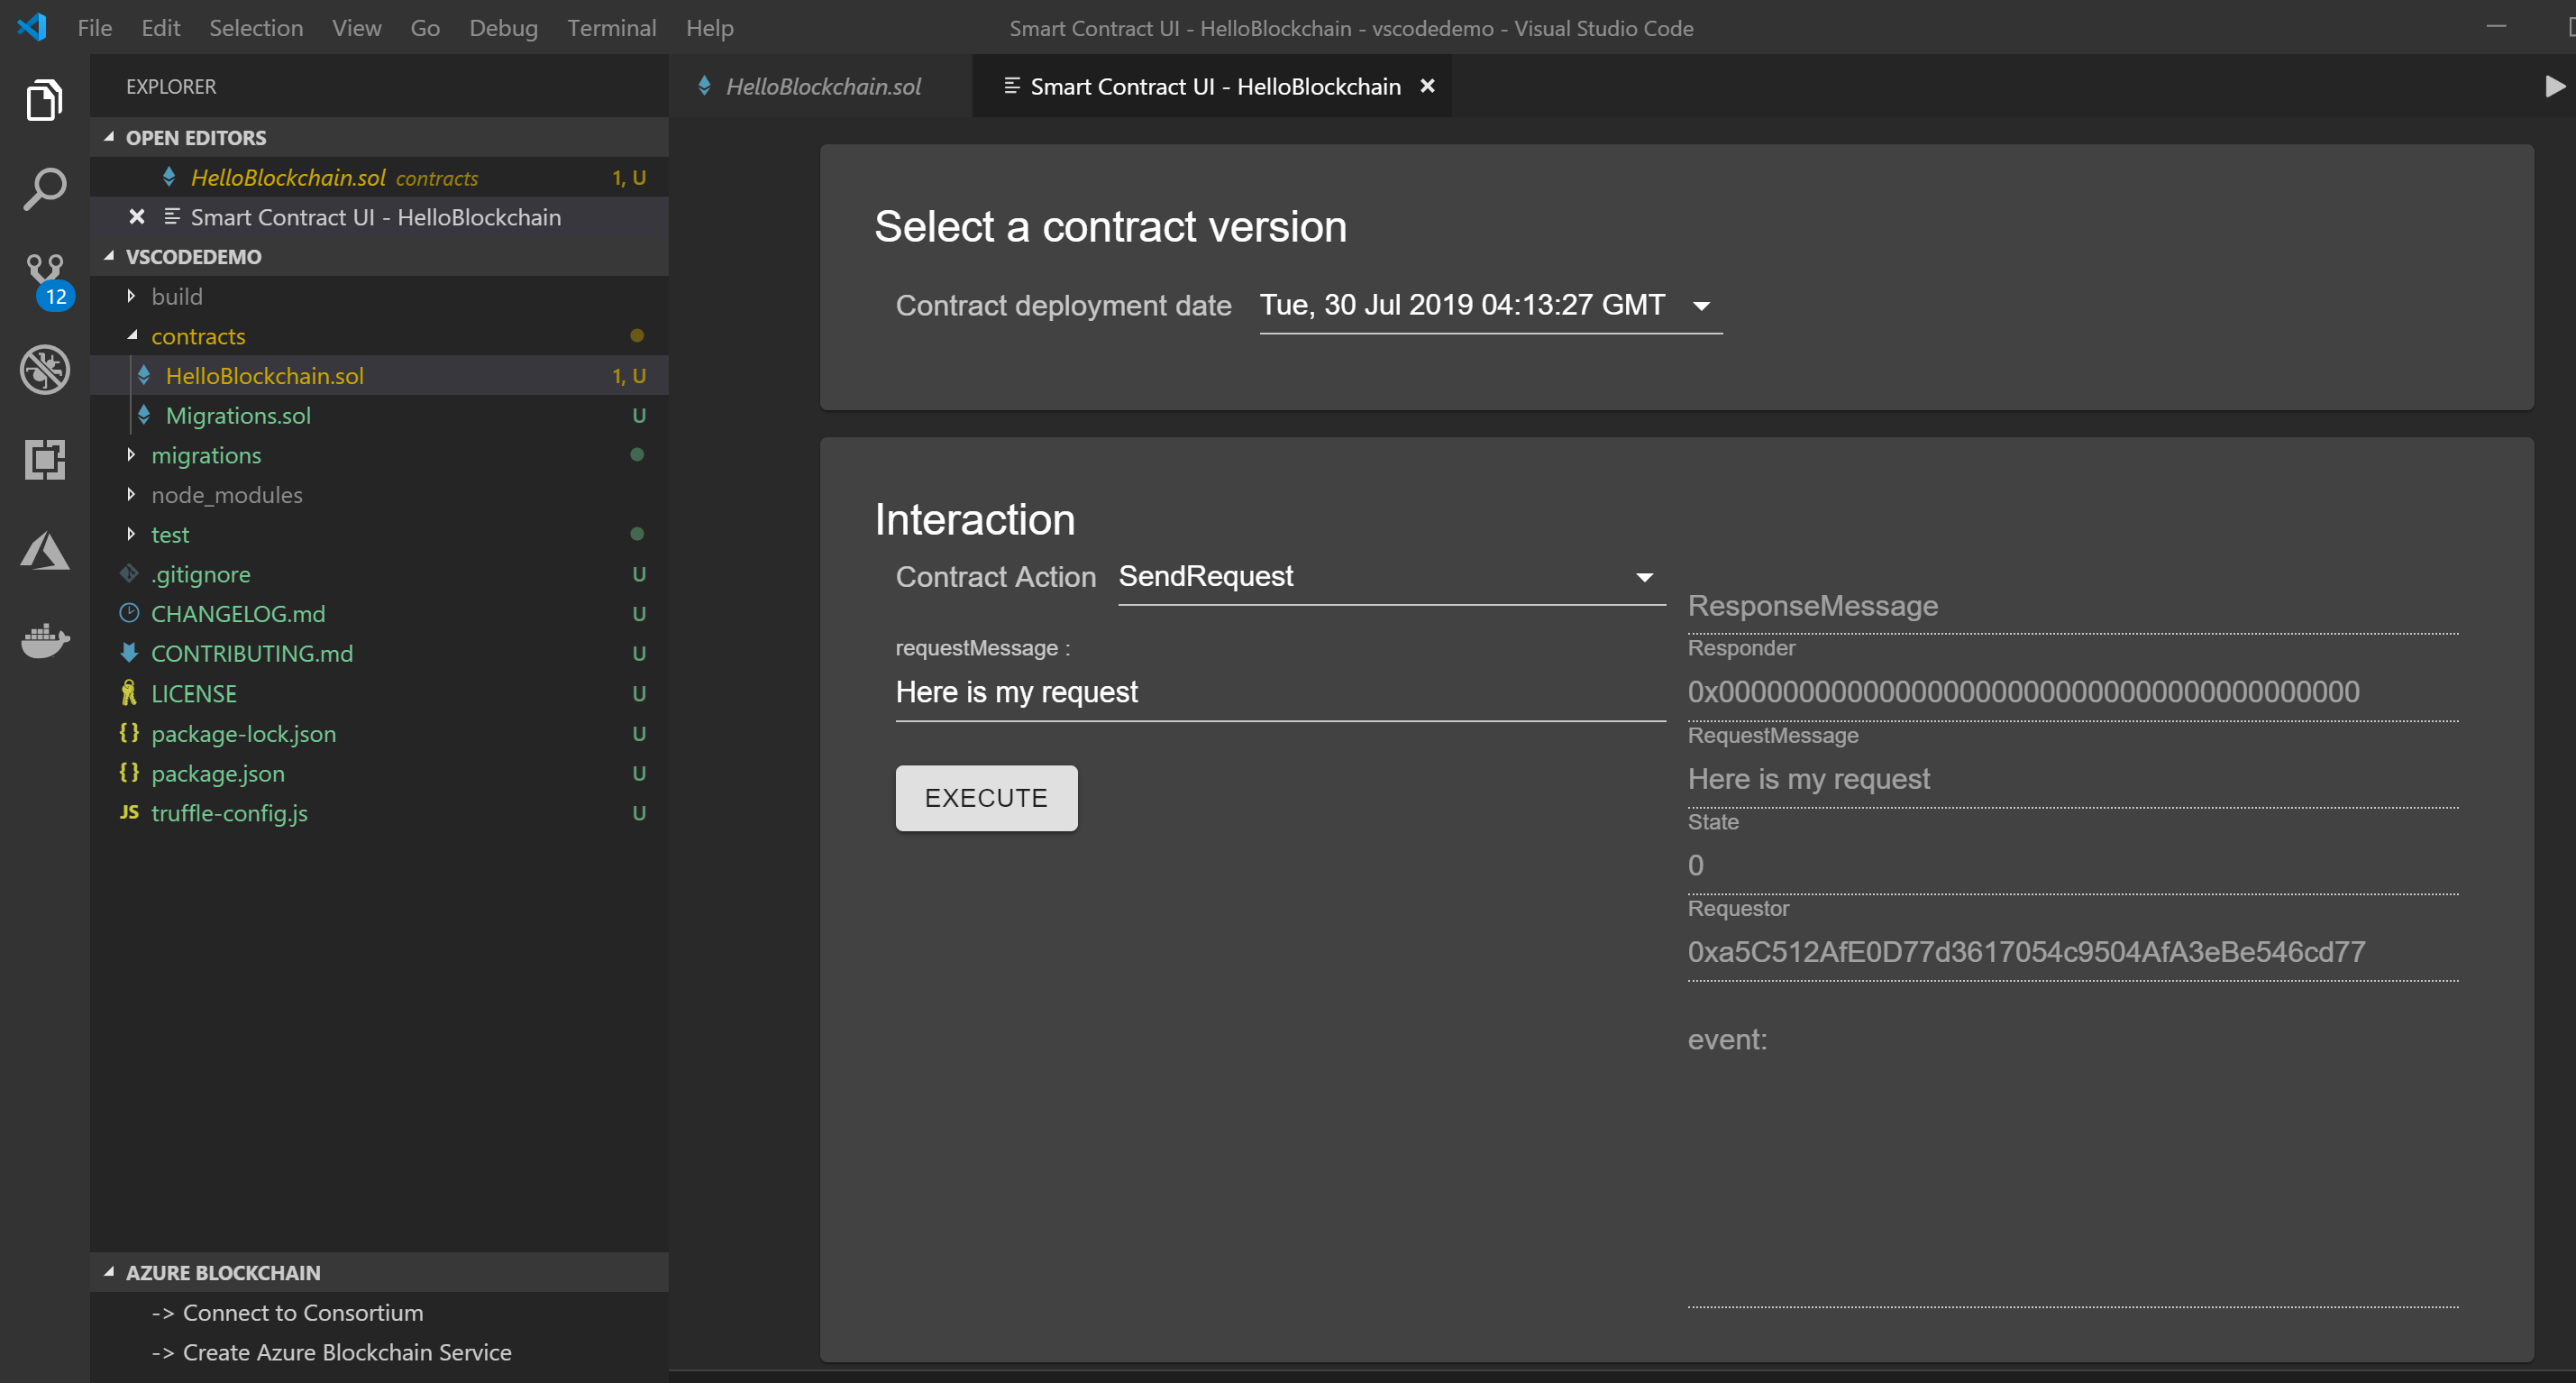 File Edit Selection View Go Debug Terminal Help
Smart Contract UI - HelloBlockchain - vscodedemo - Visual Studio Code
EXPLORER
OPEN EDITORS
HelloBlockchain.sol contracts 1, U
Smart Contract UI - HelloBlockchain
VSCODEDEMO
build
contracts
HelloBlockchain.sol 1, U
Migrations.sol U
migrations
node_modules
test
.gitignore U
CHANGELOG.md U
CONTRIBUTING.md U
LICENSE U
{} package-lock.json U
{} package.json U
JS truffle-config.js U
12
AZURE BLOCKCHAIN
-> Connect to Consortium
-> Create Azure Blockchain Service
HelloBlockchain.sol
Smart Contract UI - HelloBlockchain
Select a contract version
Contract deployment date Tue, 30 Jul 2019 04:13:27 GMT
Interaction
Contract Action SendRequest
requestMessage :
Here is my request
EXECUTE
ResponseMessage
Responder
0x0000000000000000000000000000000000000000
RequestMessage
Here is my request
State
0
Requestor
0xa5C512AfE0D77d3617054c9504AfA3eBe546cd77
event: